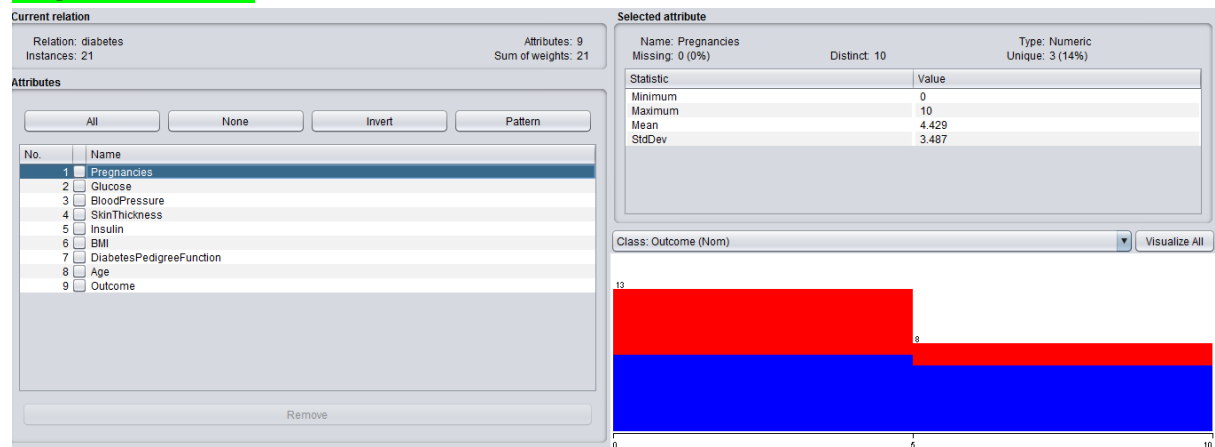 Current relation
Relation: diabetes
Attributes: 9
Instances: 21
Sum of weights: 21
Attributes
All
None
Invert
Pattern
No.
Name
1 Pregnancies
2 Glucose
3 BloodPressure
4 SkinThickness
5 Insulin
6 BMI
7 DiabetesPedigreeFunction
8 Age
9 Outcome
Remove
Selected attribute
Name: Pregnancies
Type: Numeric
Missing: 0 (0%)
Distinct: 10
Unique: 3 (14%)
Statistic
Value
Minimum
0
Maximum
10
Mean
4.429
StdDev
3.487
Class: Outcome (Nom)
Visualize All
13
8
0
5
10